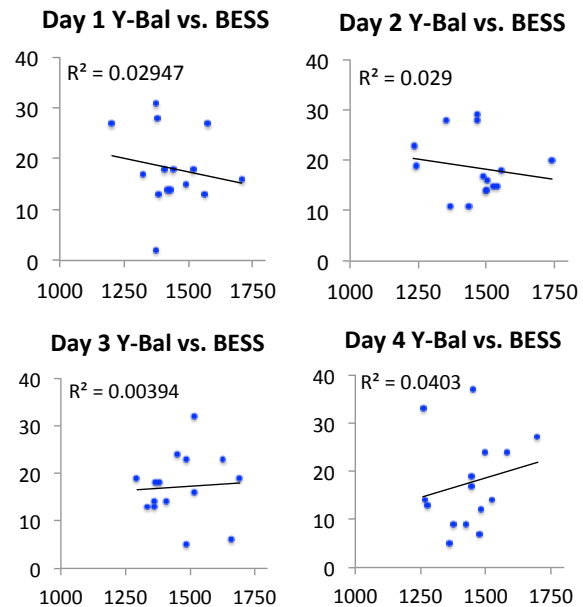 Day 1 Y-Bal vs. BESS
R² = 0.02947
40
30
20
10
0
1000 1250 1500 1750
Day 2 Y-Bal vs. BESS
R² = 0.029
40
30
20
10
0
1000 1250 1500 1750
Day 3 Y-Bal vs. BESS
R² = 0.00394
40
30
20
10
0
1000 1250 1500 1750
Day 4 Y-Bal vs. BESS
R² = 0.0403
40
30
20
10
0
1000 1250 1500 1750